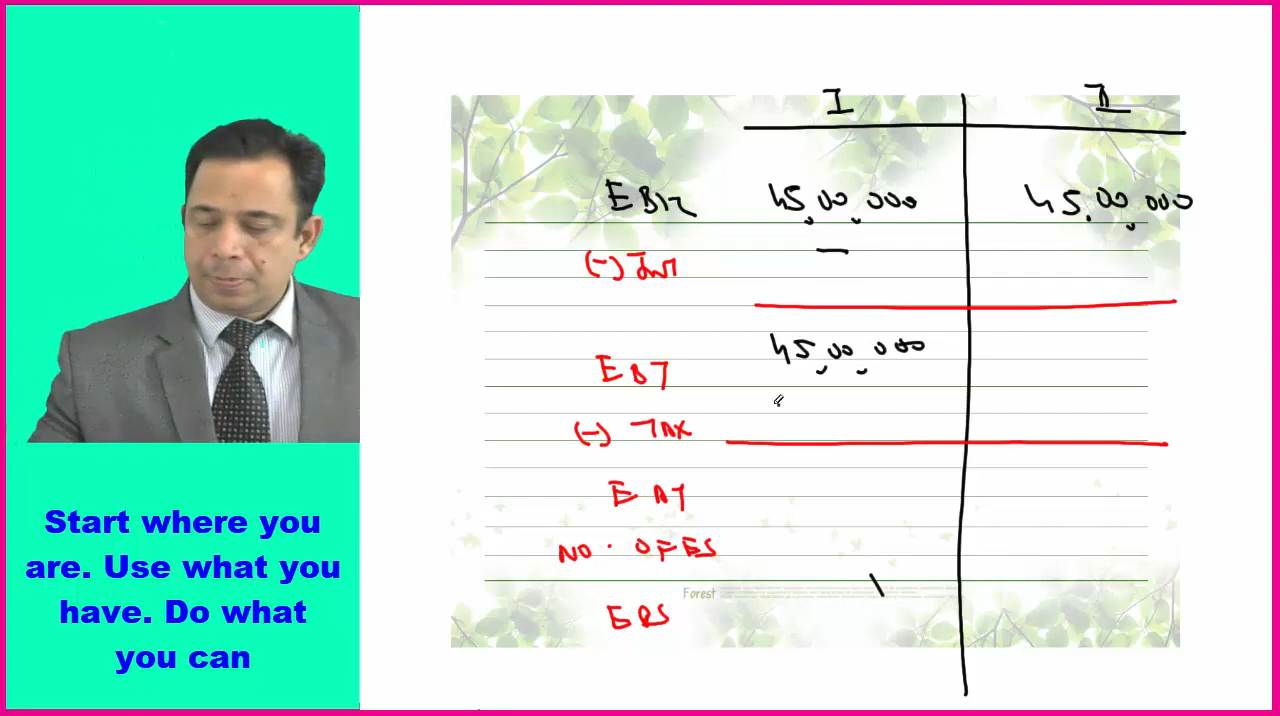 Start where you
are. Use what you
have. Do what
you can
I II
EBIT 45,00,000 45,00,000
(-) Int —
EBT 45,00,000
(-) TAX
EAT
NO. OF ES
Forest
EPS